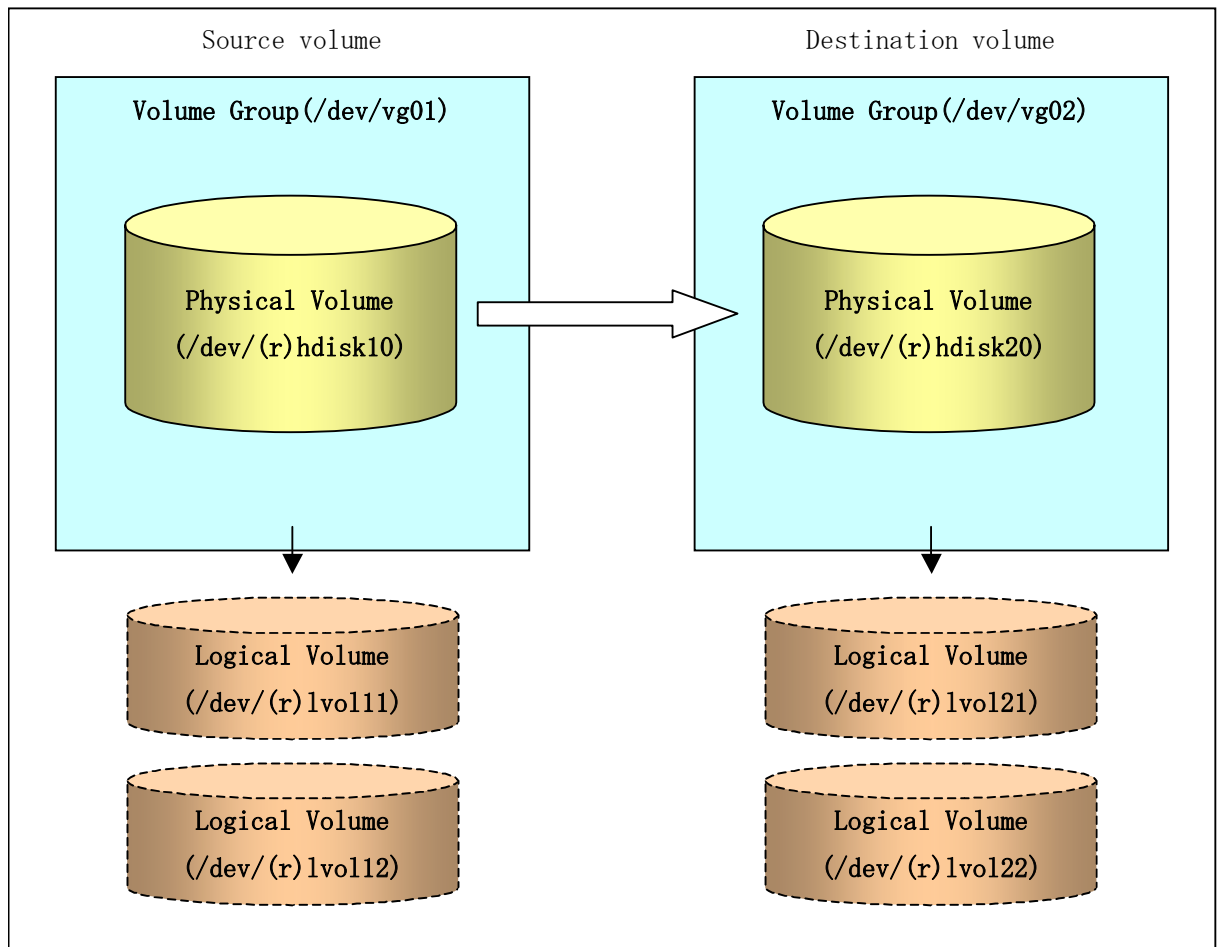 Source volume
Destination volume
Volume Group(/dev/vg01)
Volume Group(/dev/vg02)
Physical Volume
(/dev/(r)hdisk10)
Physical Volume
(/dev/(r)hdisk20)
Logical Volume
(/dev/(r)lvol11)
Logical Volume
(/dev/(r)lvol21)
Logical Volume
(/dev/(r)lvol12)
Logical Volume
(/dev/(r)lvol22)